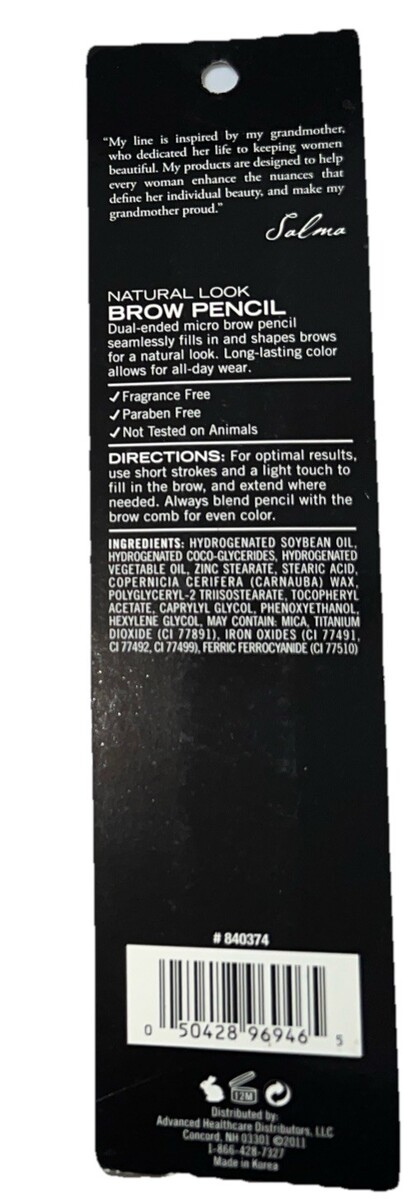 “My line is inspired by my grandmother,
who dedicated her life to keeping women
beautiful. My products are designed to help
every woman enhance the nuances that
define her individual beauty, and make my
grandmother proud.”
Salma
NATURAL LOOK
BROW PENCIL
Dual-ended micro brow pencil
seamlessly fills in and shapes brows
for a natural look. Long-lasting color
allows for all-day wear.
✓ Fragrance Free
✓ Paraben Free
✓ Not Tested on Animals
DIRECTIONS: For optimal results,
use short strokes and a light touch to
fill in the brow, and extend where
needed. Always blend pencil with the
brow comb for even color.
INGREDIENTS: HYDROGENATED SOYBEAN OIL,
HYDROGENATED COCO-GLYCERIDES, HYDROGENATED
VEGETABLE OIL, ZINC STEARATE, STEARIC ACID,
COPERNICIA CERIFERA (CARNAUBA) WAX,
POLYGLYCERYL-2 TRIISOSTEARATE, TOCOPHERYL
ACETATE, CAPRYLYL GLYCOL, PHENOXYETHANOL,
HEXYLENE GLYCOL, MAY CONTAIN: MICA, TITANIUM
DIOXIDE (CI 77891), IRON OXIDES (CI 77491,
CI 77492, CI 77499), FERRIC FERROCYANIDE (CI 77510)
# 840374
0 50428 96946 5
12M
Distributed by:
Advanced Healthcare Distributors, LLC
Concord, NH 03301 ©2011
1-866-428-7327
Made in Korea